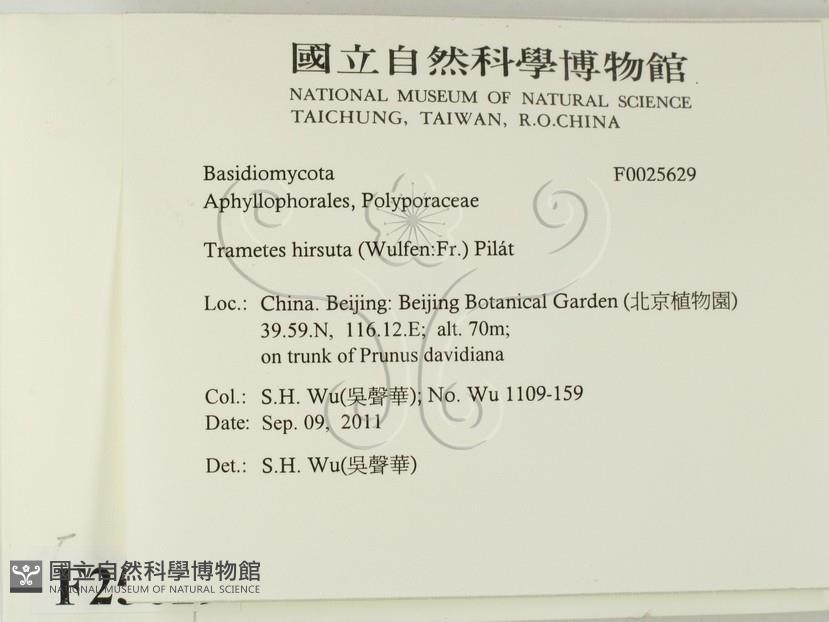 國立自然科學博物館
NATIONAL MUSEUM OF NATURAL SCIENCE
TAICHUNG, TAIWAN, R.O.CHINA
Basidiomycota F0025629
Aphyllophorales, Polyporaceae
Trametes hirsuta (Wulfen:Fr.) Pilát
Loc.: China. Beijing: Beijing Botanical Garden (北京植物園)
39.59.N, 116.12.E; alt. 70m;
on trunk of Prunus davidiana
Col.: S.H. Wu(吳聲華); No. Wu 1109-159
Date: Sep. 09, 2011
Det.: S.H. Wu(吳聲華)
國立自然科學博物館
NATIONAL MUSEUM OF NATURAL SCIENCE